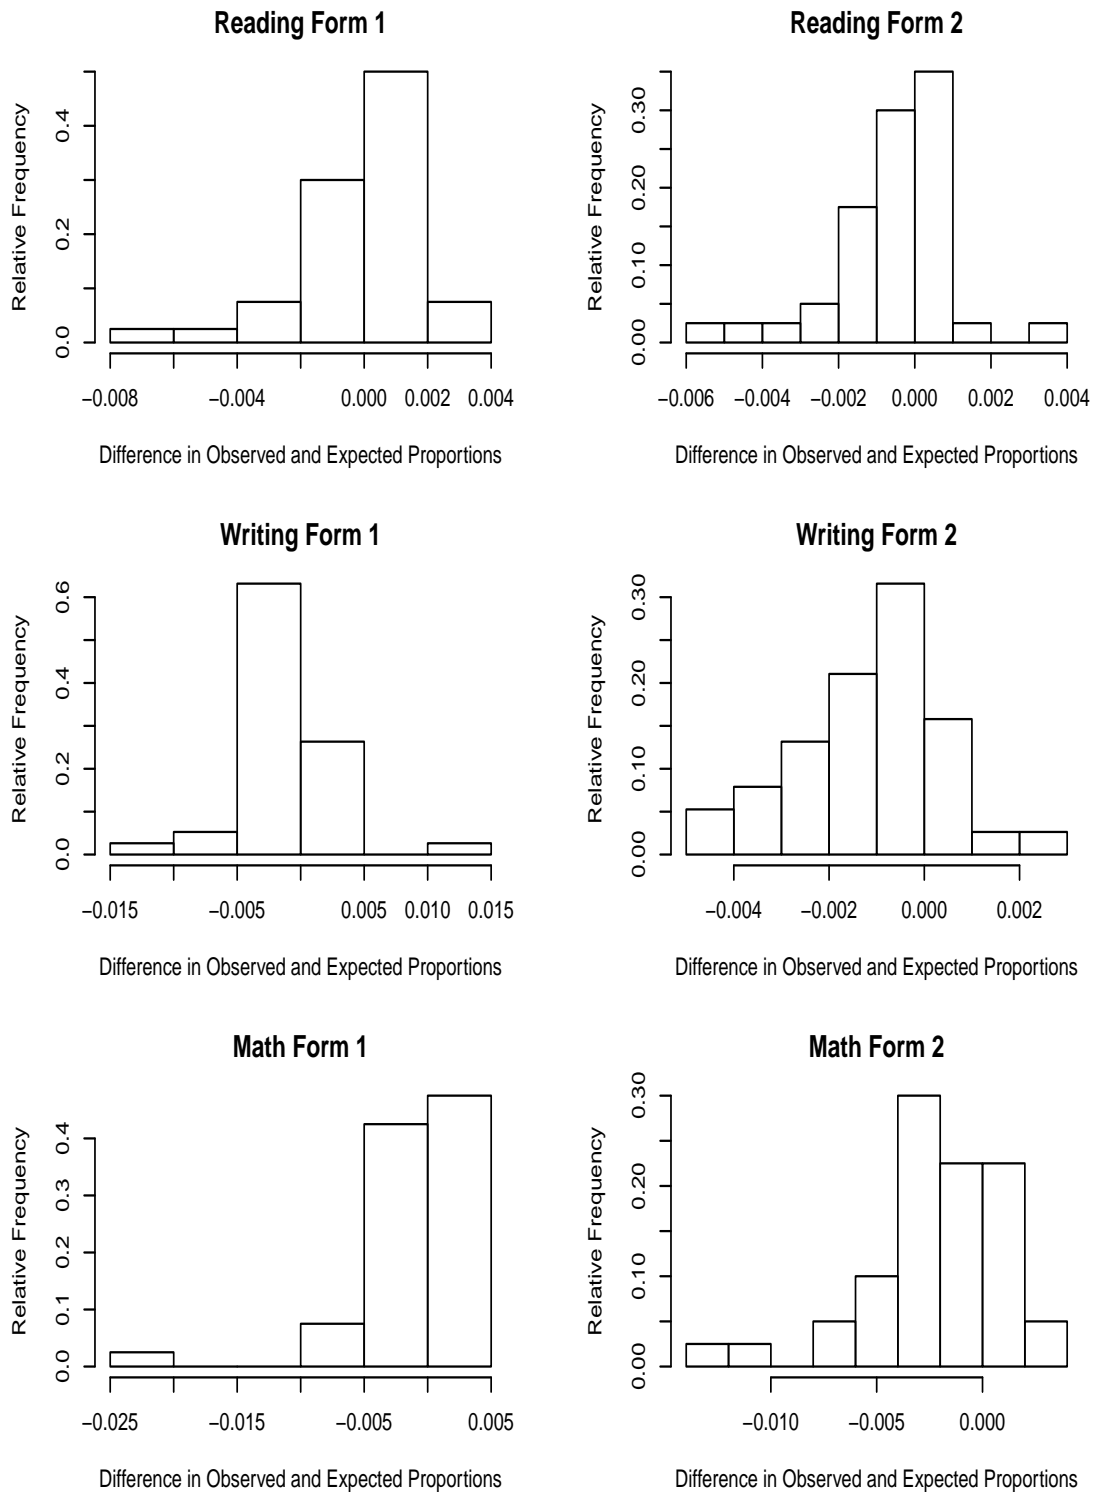 Reading Form 1
Relative Frequency
0.0 0.2 0.4
−0.008 −0.004 0.000 0.002 0.004
Difference in Observed and Expected Proportions
Reading Form 2
Relative Frequency
0.00 0.10 0.20 0.30
−0.006 −0.004 −0.002 0.000 0.002 0.004
Difference in Observed and Expected Proportions
Writing Form 1
Relative Frequency
0.0 0.2 0.4 0.6
−0.015 −0.005 0.005 0.010 0.015
Difference in Observed and Expected Proportions
Writing Form 2
Relative Frequency
0.00 0.10 0.20 0.30
−0.004 −0.002 0.000 0.002
Difference in Observed and Expected Proportions
Math Form 1
Relative Frequency
0.0 0.1 0.2 0.3 0.4
−0.025 −0.015 −0.005 0.005
Difference in Observed and Expected Proportions
Math Form 2
Relative Frequency
0.00 0.10 0.20 0.30
−0.010 −0.005 0.000
Difference in Observed and Expected Proportions